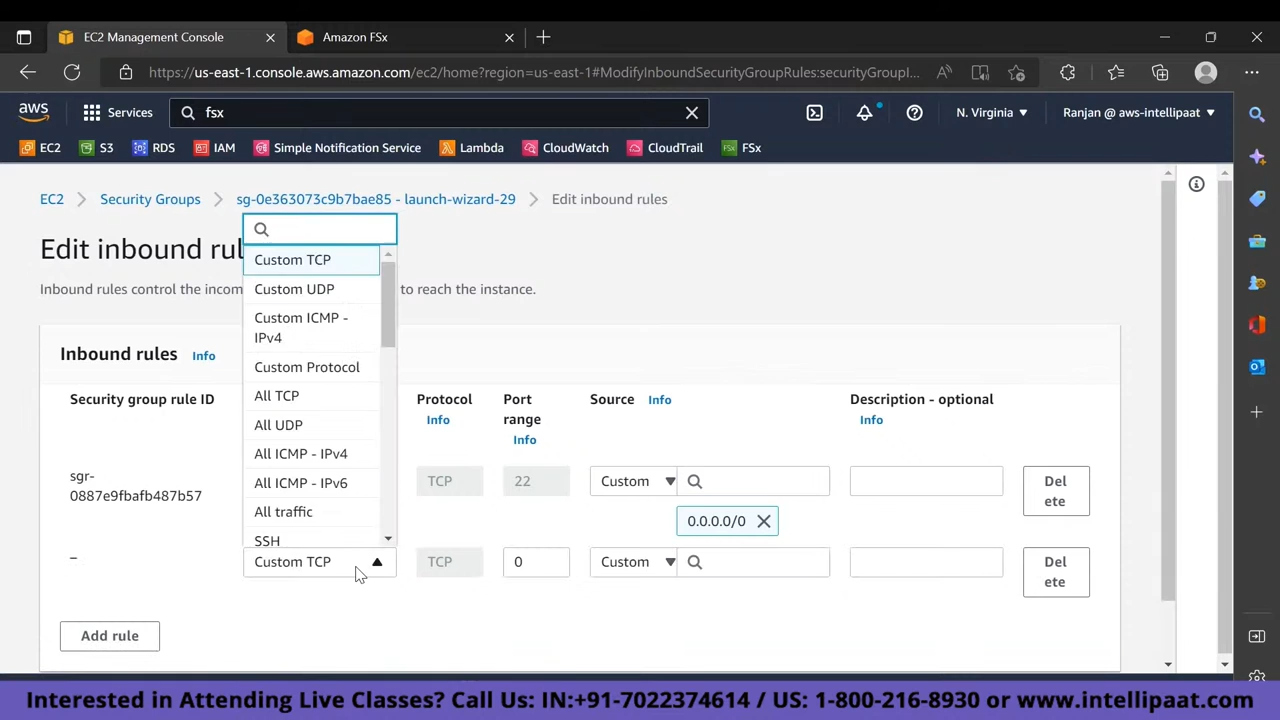 EC2 Management Console
Amazon FSx
https://us-east-1.console.aws.amazon.com/ec2/home?region=us-east-1#ModifyInboundSecurityGroupRules:securityGroupI...
aws
Services
fsx
N. Virginia
Ranjan @ aws-intellipaat
EC2
S3
RDS
IAM
Simple Notification Service
Lambda
CloudWatch
CloudTrail
FSx
EC2
Security Groups
sg-0e363073c9b7bae85 - launch-wizard-29
Edit inbound rules
Edit inbound rul
Inbound rules control the incom
to reach the instance.
Custom TCP
Custom UDP
Custom ICMP -
IPv4
Custom Protocol
All TCP
All UDP
All ICMP - IPv4
All ICMP - IPv6
All traffic
SSH
Inbound rules Info
Security group rule ID
Protocol
Info
Port
range
Info
Source Info
Description - optional
Info
sgr-
0887e9fbafb487b57
TCP
22
Custom
Del
ete
0.0.0.0/0
–
Custom TCP
TCP
0
Custom
Del
ete
Add rule
Interested in Attending Live Classes? Call Us: IN:+91-7022374614 / US: 1-800-216-8930 or www.intellipaat.com